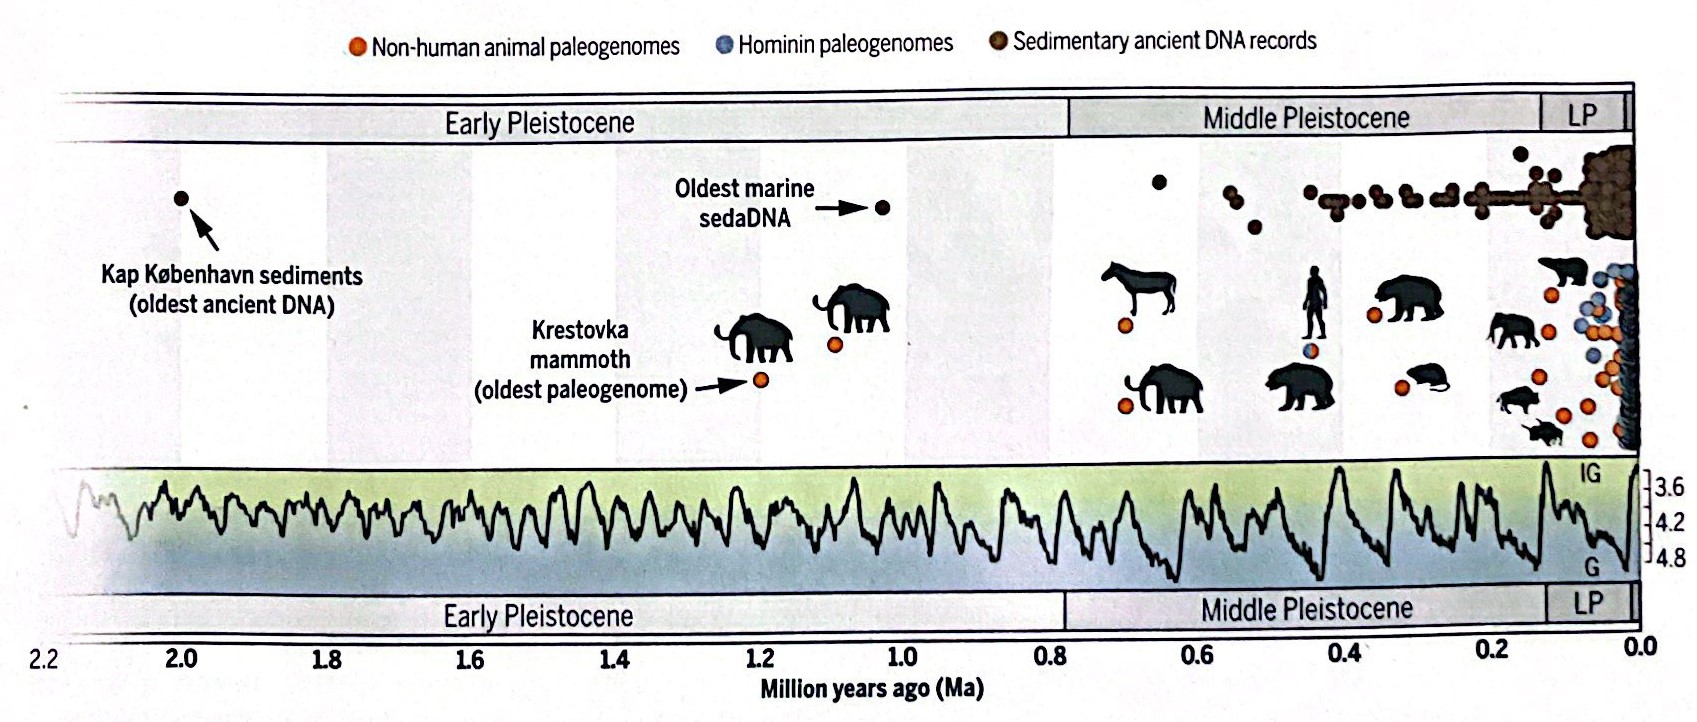 Non-human animal paleogenomes
Hominin paleogenomes
Sedimentary ancient DNA records
Early Pleistocene
Middle Pleistocene
LP
Oldest marine
sedaDNA
Kap København sediments
(oldest ancient DNA)
Krestovka
mammoth
(oldest paleogenome)
IG
3.6
4.2
4.8
G
Early Pleistocene
Middle Pleistocene
LP
2.2 2.0 1.8 1.6 1.4 1.2 1.0 0.8 0.6 0.4 0.2 0.0
Million years ago (Ma)